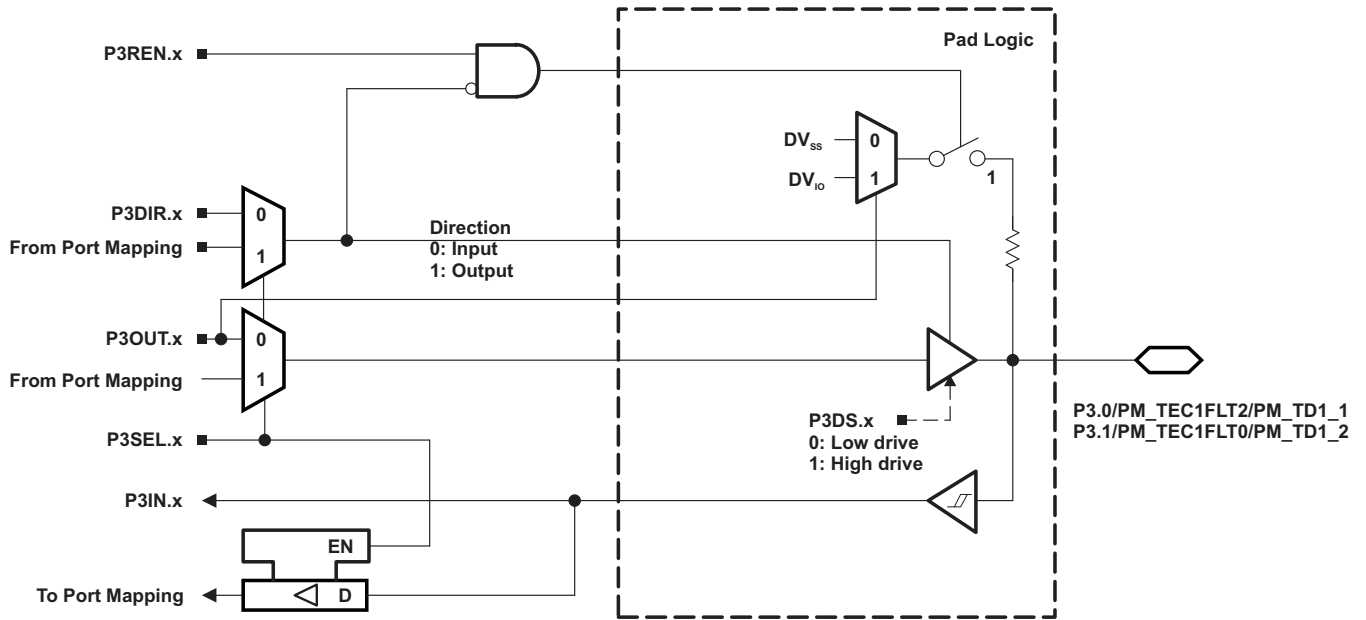 Pad Logic
P3REN.x
DVSS
0
DVIO
1
1
P3DIR.x
0
From Port Mapping
1
Direction
0: Input
1: Output
P3OUT.x
0
From Port Mapping
1
P3DS.x
0: Low drive
1: High drive
P3.0/PM_TEC1FLT2/PM_TD1_1
P3.1/PM_TEC1FLT0/PM_TD1_2
P3SEL.x
P3IN.x
EN
To Port Mapping
D